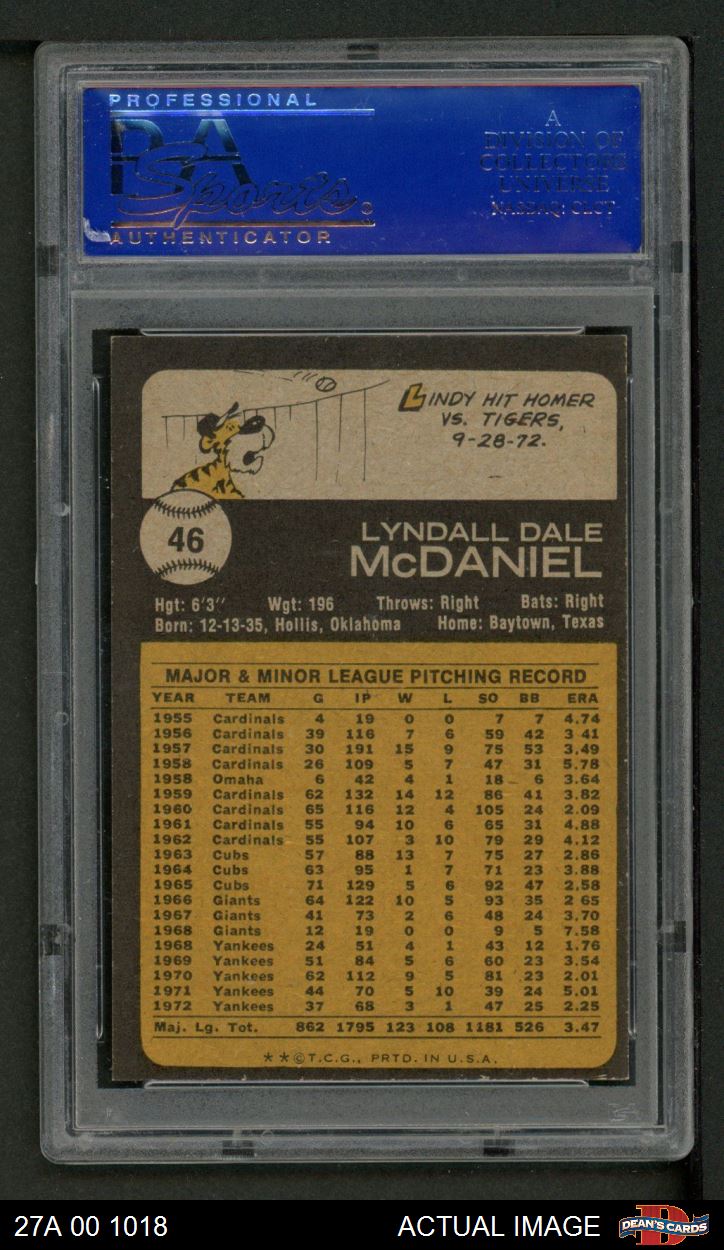 PROFESSIONAL
PSA
Sports®
AUTHENTICATOR
A
DIVISION OF
COLLECTORS
UNIVERSE
NASDAQ: CLCT
LINDY HIT HOMER
VS. TIGERS,
9-28-72.
46
LYNDALL DALE
McDANIEL
Hgt: 6'3" Wgt: 196 Throws: Right Bats: Right
Born: 12-13-35, Hollis, Oklahoma Home: Baytown, Texas
MAJOR & MINOR LEAGUE PITCHING RECORD
YEAR TEAM G IP W L SO BB ERA
1955 Cardinals 4 19 0 0 7 7 4.74
1956 Cardinals 39 116 7 6 59 42 3 41
1957 Cardinals 30 191 15 9 75 53 3.49
1958 Cardinals 26 109 5 7 47 31 5.78
1958 Omaha 6 42 4 1 18 6 3.64
1959 Cardinals 62 132 14 12 86 41 3.82
1960 Cardinals 65 116 12 4 105 24 2.09
1961 Cardinals 55 94 10 6 65 31 4.88
1962 Cardinals 55 107 3 10 79 29 4.12
1963 Cubs 57 88 13 7 75 27 2.86
1964 Cubs 63 95 1 7 71 23 3.88
1965 Cubs 71 129 5 6 92 47 2.58
1966 Giants 64 122 10 5 93 35 2 65
1967 Giants 41 73 2 6 48 24 3.70
1968 Giants 12 19 0 0 9 5 7.58
1968 Yankees 24 51 4 1 43 12 1.76
1969 Yankees 51 84 5 6 60 23 3.54
1970 Yankees 62 112 9 5 81 23 2.01
1971 Yankees 44 70 5 10 39 24 5.01
1972 Yankees 37 68 3 1 47 25 2.25
Maj. Lg. Tot. 862 1795 123 108 1181 526 3.47
**©T.C.G., PRTD. IN U.S.A.
27A 00 1018 ACTUAL IMAGE DEAN'S CARDS